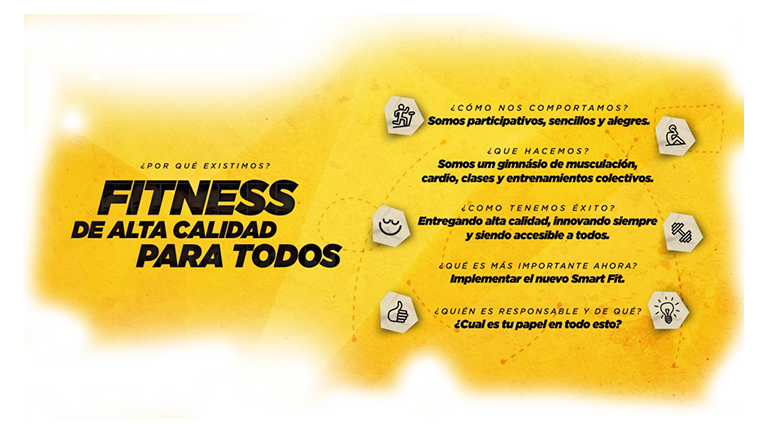 ¿POR QUÉ EXISTIMOS?
FITNESS
DE ALTA CALIDAD
PARA TODOS
¿CÓMO NOS COMPORTAMOS?
Somos participativos, sencillos y alegres.
¿QUE HACEMOS?
Somos um gimnásio de musculación,
cardio, clases y entrenamientos colectivos.
¿COMO TENEMOS ÉXITO?
Entregando alta calidad, innovando siempre
y siendo accesible a todos.
¿QUÉ ES MÁS IMPORTANTE AHORA?
Implementar el nuevo Smart Fit.
¿QUIÉN ES RESPONSABLE Y DE QUÉ?
¿Cual es tu papel en todo esto?